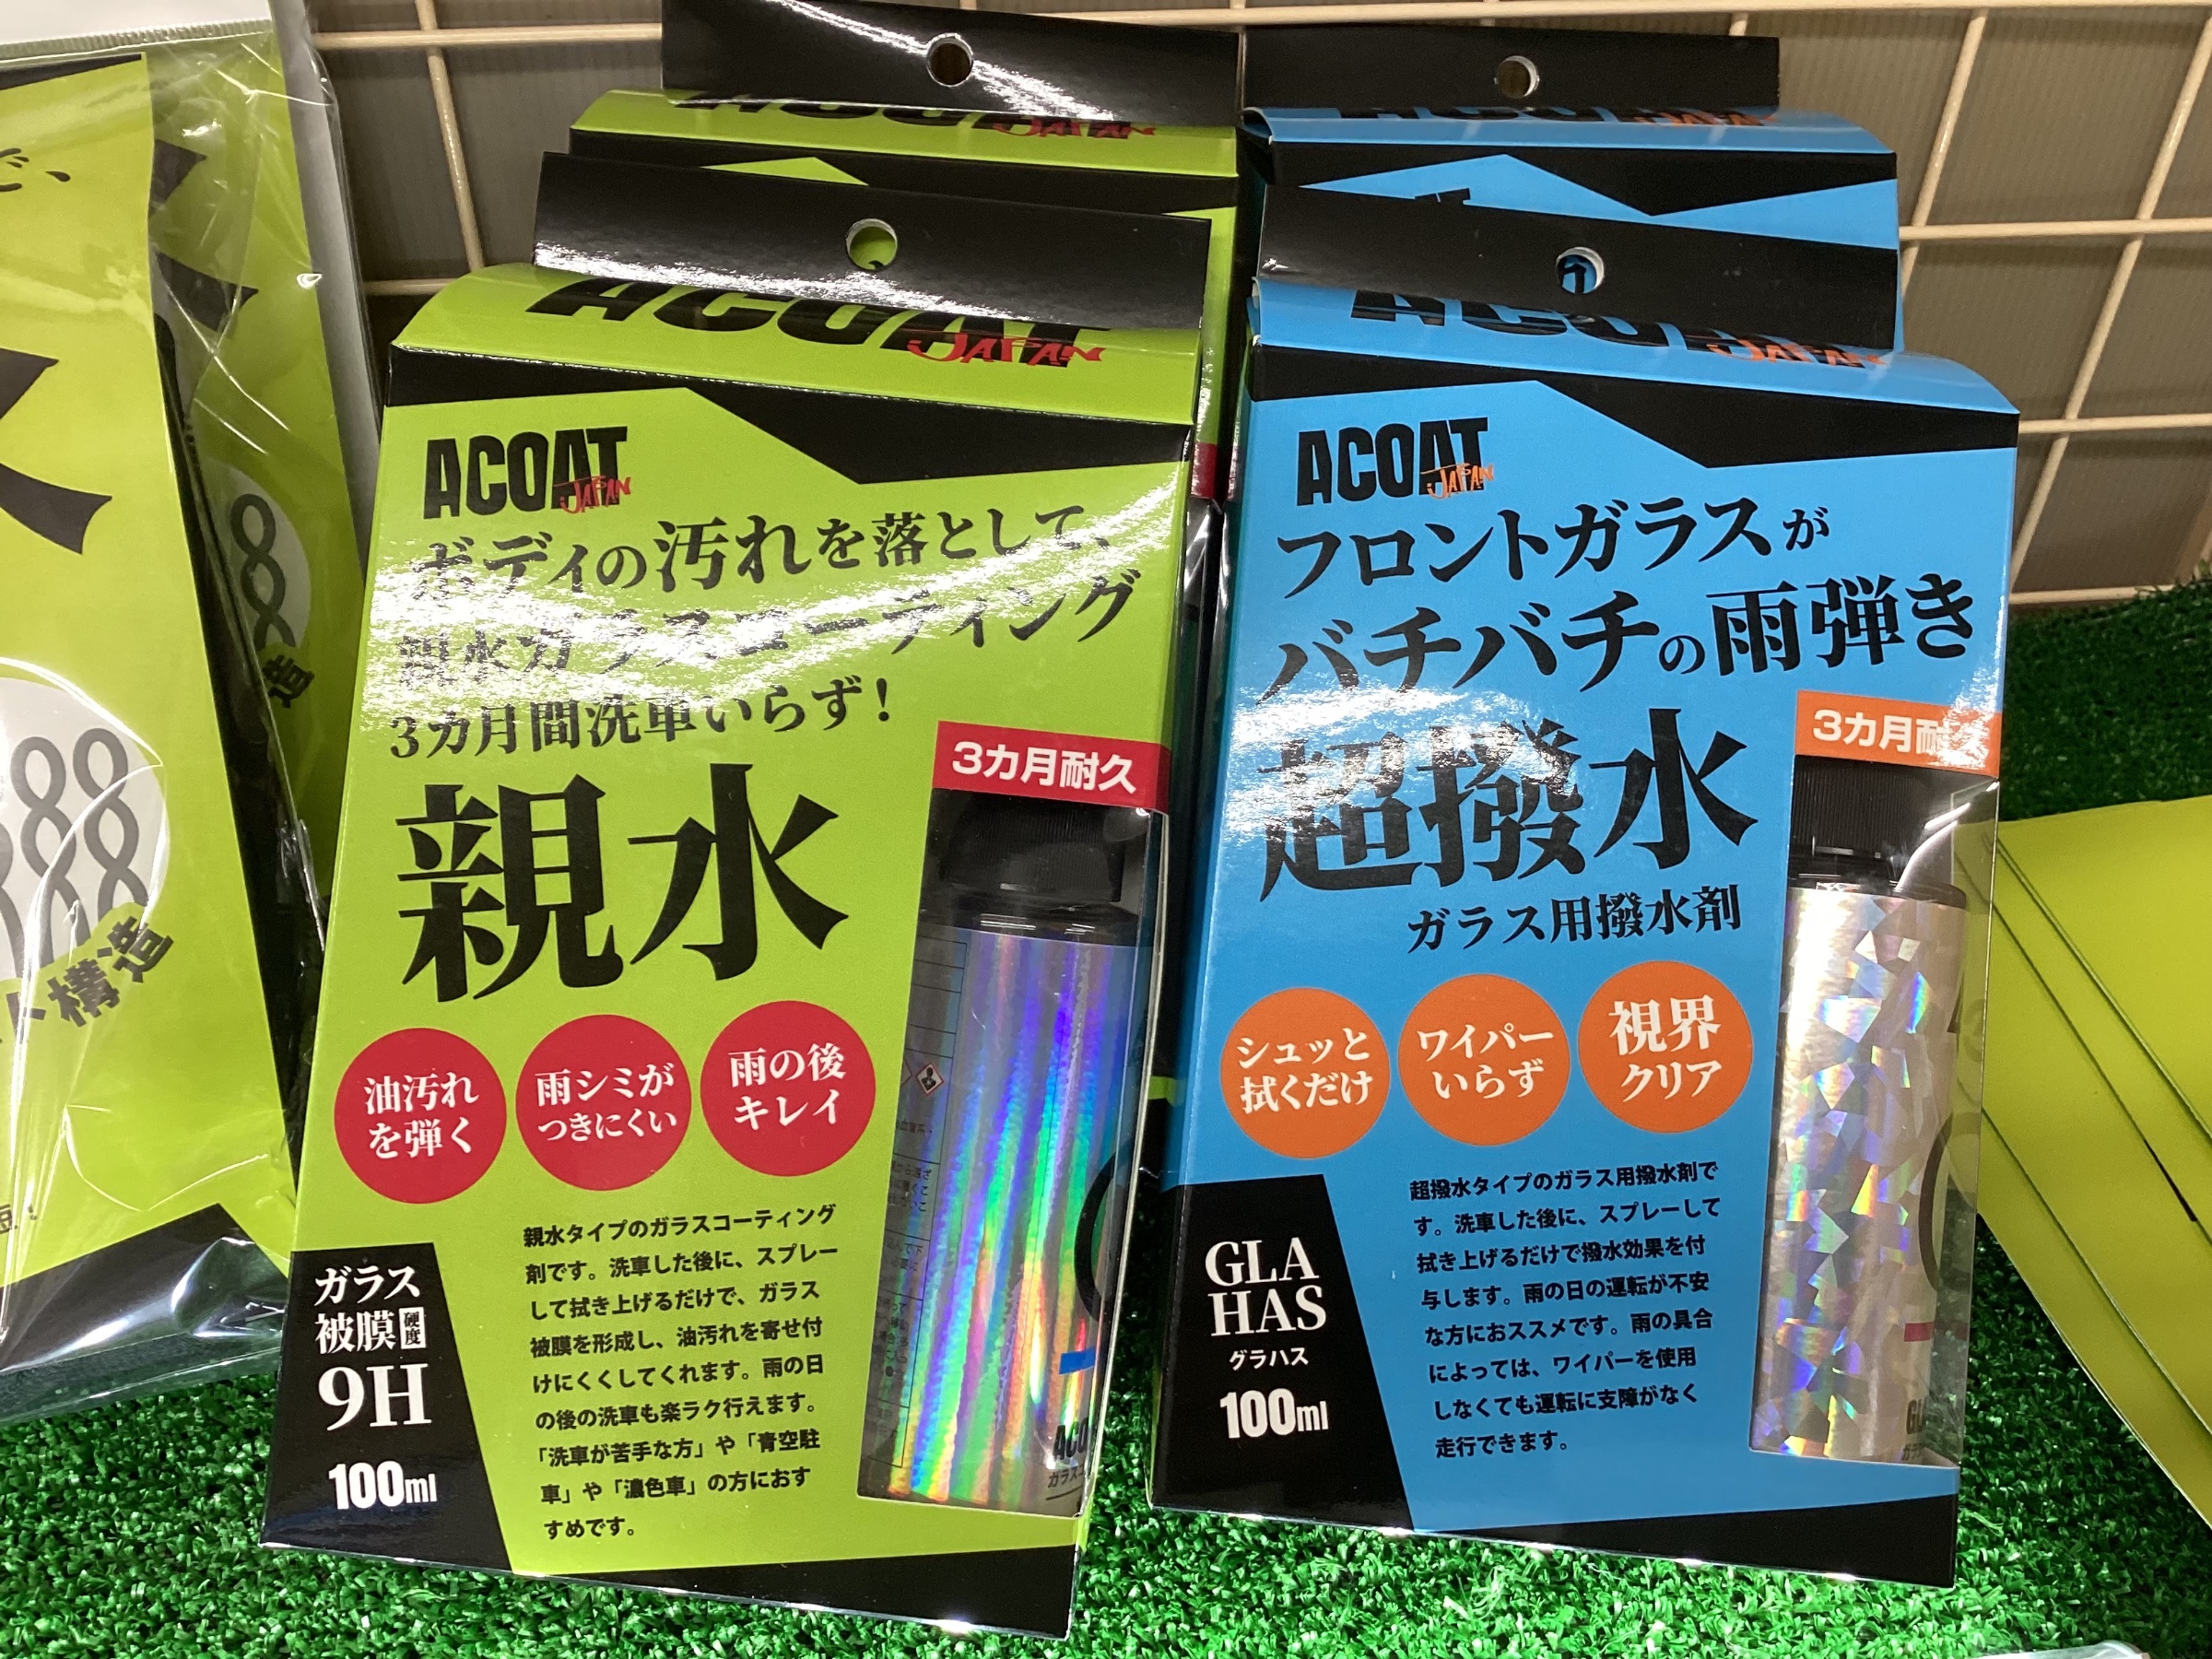 ACOAT
JAPAN
ACOAT
JAPAN
ボディの汚れを落として、
親水ガラスコーティング
3カ月間洗車いらず!
3カ月耐久
親水
油汚れ
を弾く
雨シミが
つきにくい
雨の後
キレイ
ガラス
被膜硬度
9H
100ml
親水タイプのガラスコーティング
剤です。洗車した後に、スプレー
して拭き上げるだけで、ガラス
被膜を形成し、油汚れを寄せ付
けにくくしてくれます。雨の日
の後の洗車も楽ラク行えます。
「洗車が苦手な方」や「青空駐
車」や「濃色車」の方におす
すめです。
ACOAT
JAPAN
ACOAT
JAPAN
フロントガラスが
バチバチの雨弾き
3カ月耐久
超撥水
ガラス用撥水剤
シュッと
拭くだけ
ワイパー
いらず
視界
クリア
GLA
HAS
グラハス
100ml
超撥水タイプのガラス用撥水剤で
す。洗車した後に、スプレーして
拭き上げるだけで撥水効果を付
与します。雨の日の運転が不安
な方におススメです。雨の具合
によっては、ワイパーを使用
しなくても運転に支障がなく
走行できます。
構造
造